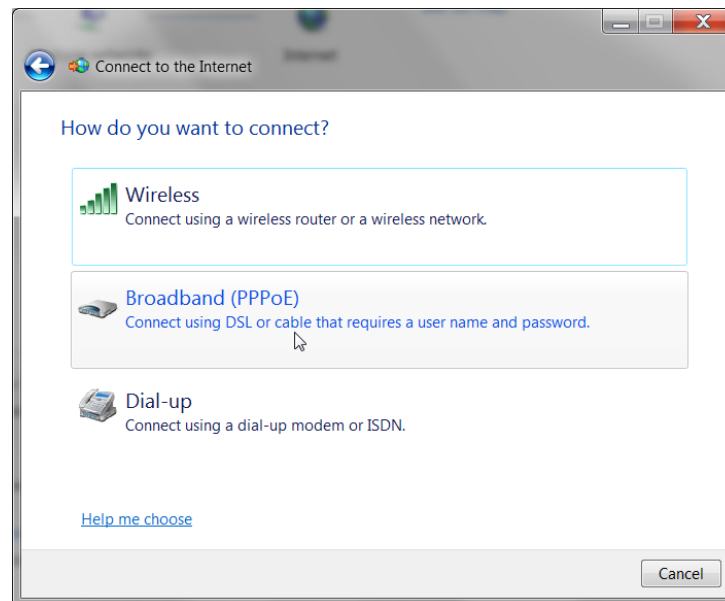 Internet
Connect to the Internet
How do you want to connect?
Wireless
Connect using a wireless router or a wireless network.
Broadband (PPPoE)
Connect using DSL or cable that requires a user name and password.
Dial-up
Connect using a dial-up modem or ISDN.
Help me choose
Cancel